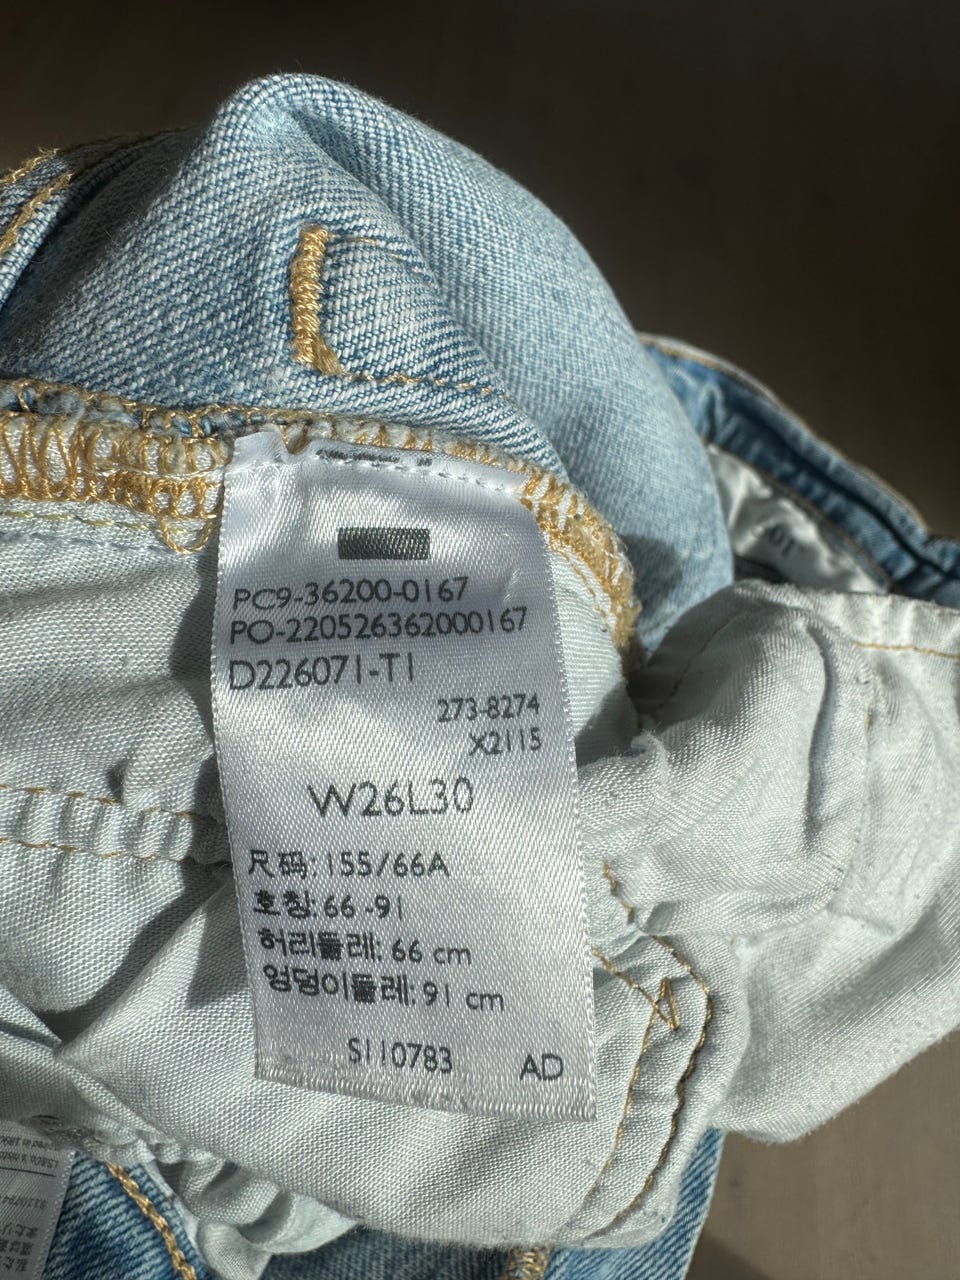 PC9-36200-0167
PO-220526362000167
D226071-T1
273-8274
X2115
W26L30
尺码: 155/66A
호칭: 66-91
허리둘레: 66 cm
엉덩이둘레: 91 cm
S110783 AD
10